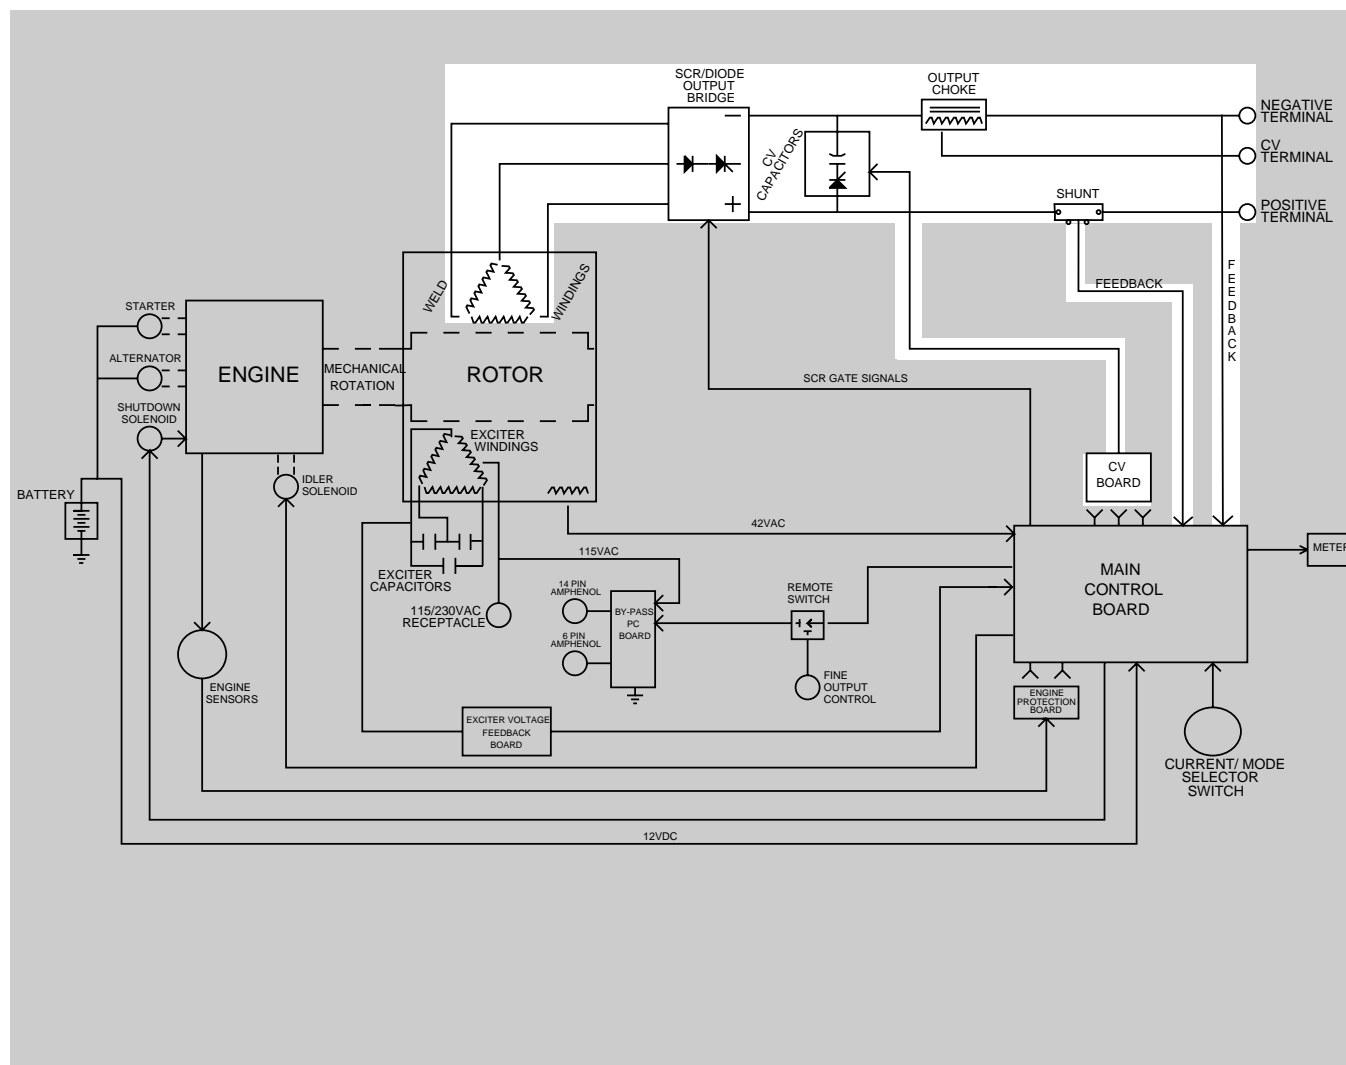 SCR/DIODE
OUTPUT
BRIDGE
OUTPUT
CHOKE
NEGATIVE
TERMINAL
CV
TERMINAL
CV
CAPACITORS
SHUNT
POSITIVE
TERMINAL
WELD
WINDINGS
FEEDBACK
FEEDBACK
STARTER
ALTERNATOR
SHUTDOWN
SOLENOID
ENGINE
MECHANICAL
ROTATION
ROTOR
SCR GATE SIGNALS
EXCITER
WINDINGS
IDLER
SOLENOID
BATTERY
CV
BOARD
42VAC
115VAC
METER
EXCITER
CAPACITORS
115/230VAC
RECEPTACLE
14 PIN
AMPHENOL
6 PIN
AMPHENOL
BY-PASS
PC
BOARD
REMOTE
SWITCH
MAIN
CONTROL
BOARD
FINE
OUTPUT
CONTROL
ENGINE
SENSORS
ENGINE
PROTECTION
BOARD
EXCITER VOLTAGE
FEEDBACK
BOARD
CURRENT/ MODE
SELECTOR
SWITCH
12VDC